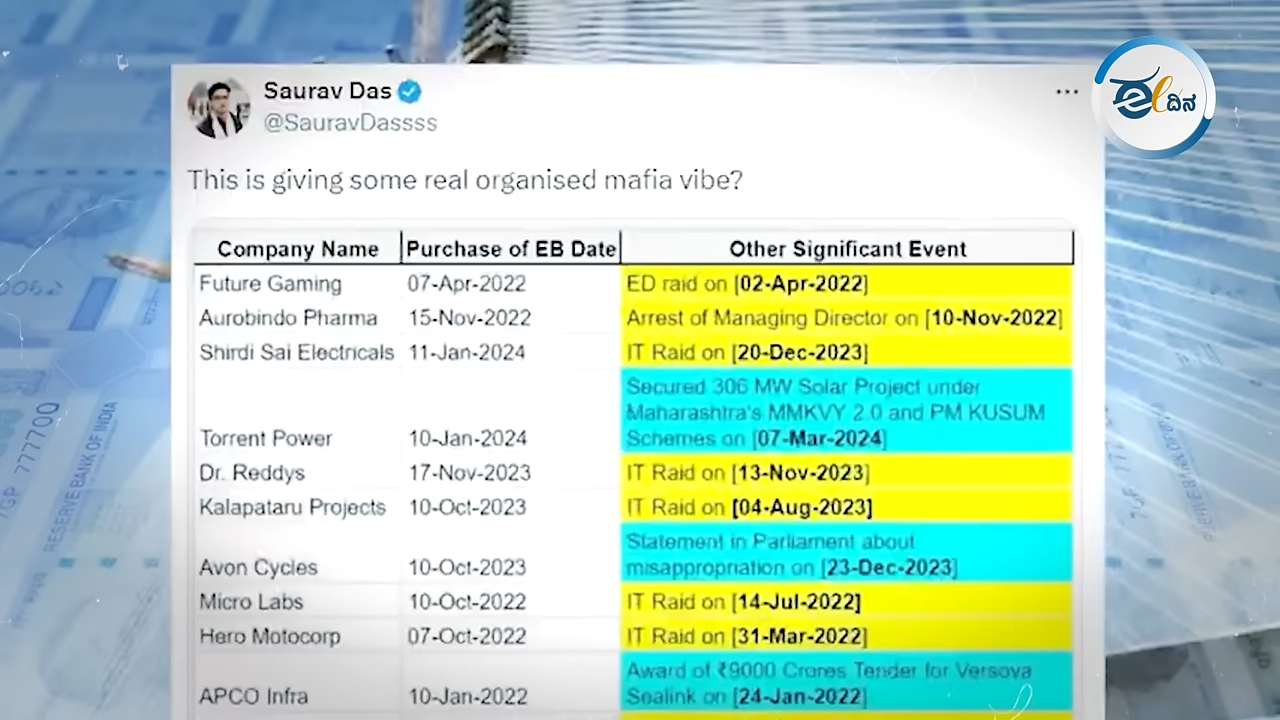 Saurav Das
@SauravDassss
elದಿನ
This is giving some real organised mafia vibe?
Company Name Purchase of EB Date Other Significant Event
Future Gaming 07-Apr-2022 ED raid on [02-Apr-2022]
Aurobindo Pharma 15-Nov-2022 Arrest of Managing Director on [10-Nov-2022]
Shirdi Sai Electricals 11-Jan-2024 IT Raid on [20-Dec-2023]
Secured 306 MW Solar Project under
Maharashtra's MMKVY 2.0 and PM KUSUM
Torrent Power 10-Jan-2024 Schemes on [07-Mar-2024]
Dr. Reddys 17-Nov-2023 IT Raid on [13-Nov-2023]
Kalapataru Projects 10-Oct-2023 IT Raid on [04-Aug-2023]
Statement in Parliament about
Avon Cycles 10-Oct-2023 misappropriation on [23-Dec-2023]
Micro Labs 10-Oct-2022 IT Raid on [14-Jul-2022]
Hero Motocorp 07-Oct-2022 IT Raid on [31-Mar-2022]
Award of ₹9000 Crores Tender for Versova
APCO Infra 10-Jan-2022 Sealink on [24-Jan-2022]
RESERVE BANK OF INDIA
7GP 777700